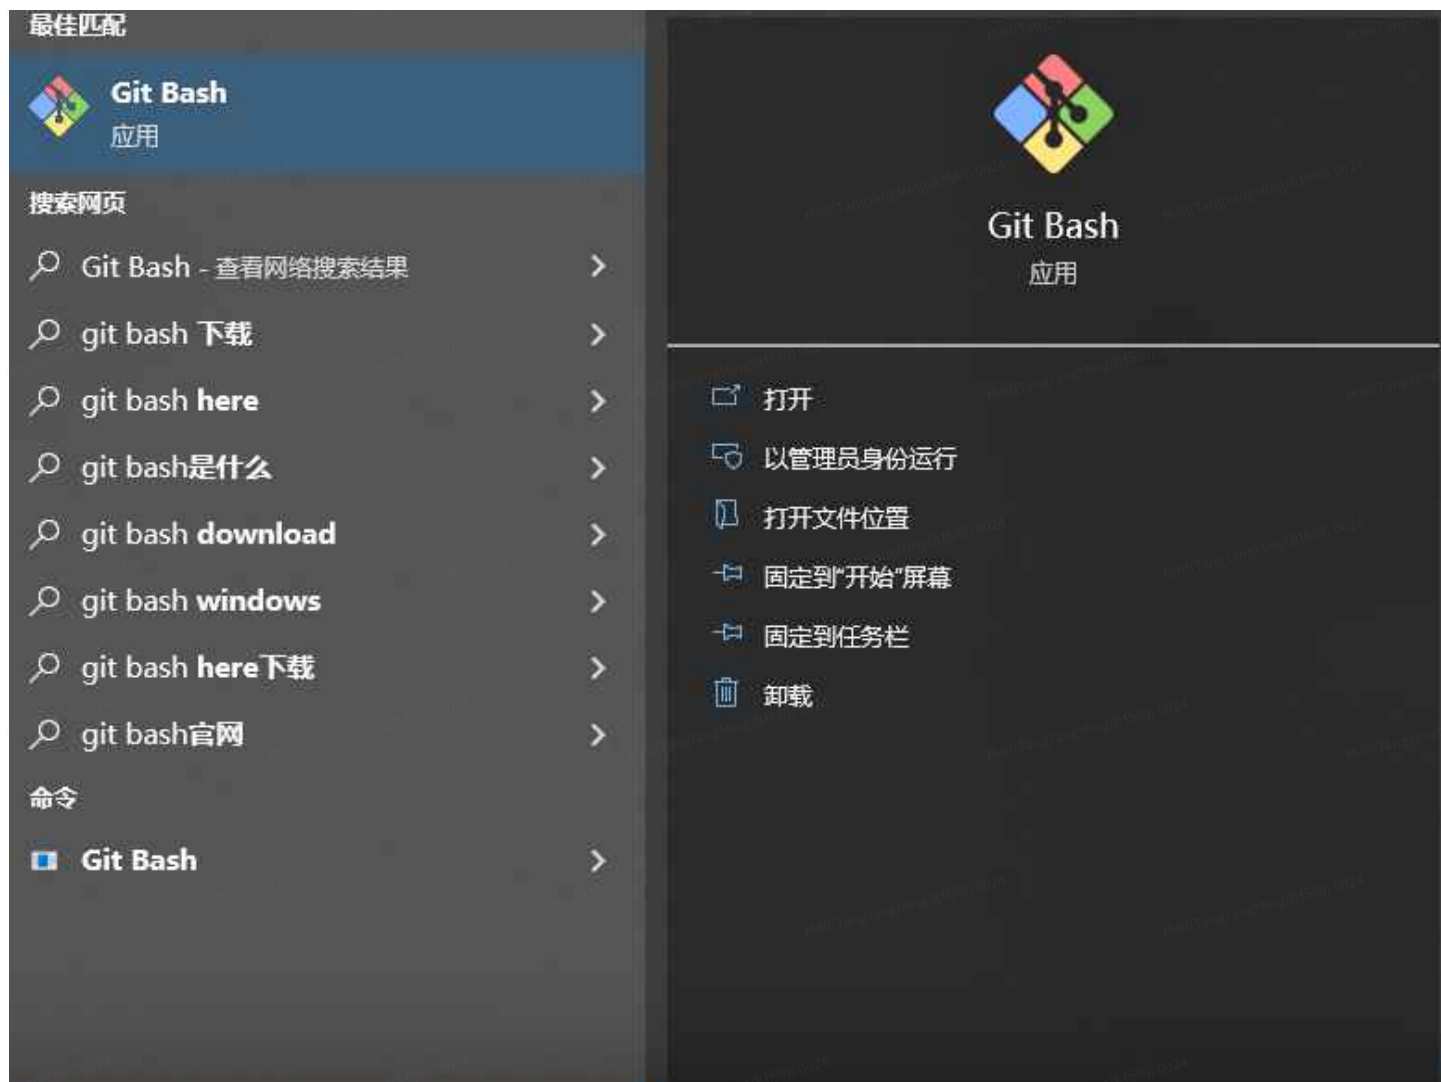 最佳匹配
Git Bash
应用
搜索网页
Git Bash - 查看网络搜索结果
git bash 下载
git bash here
git bash是什么
git bash download
git bash windows
git bash here下载
git bash官网
命令
Git Bash
Git Bash
应用
打开
以管理员身份运行
打开文件位置
固定到"开始"屏幕
固定到任务栏
卸载